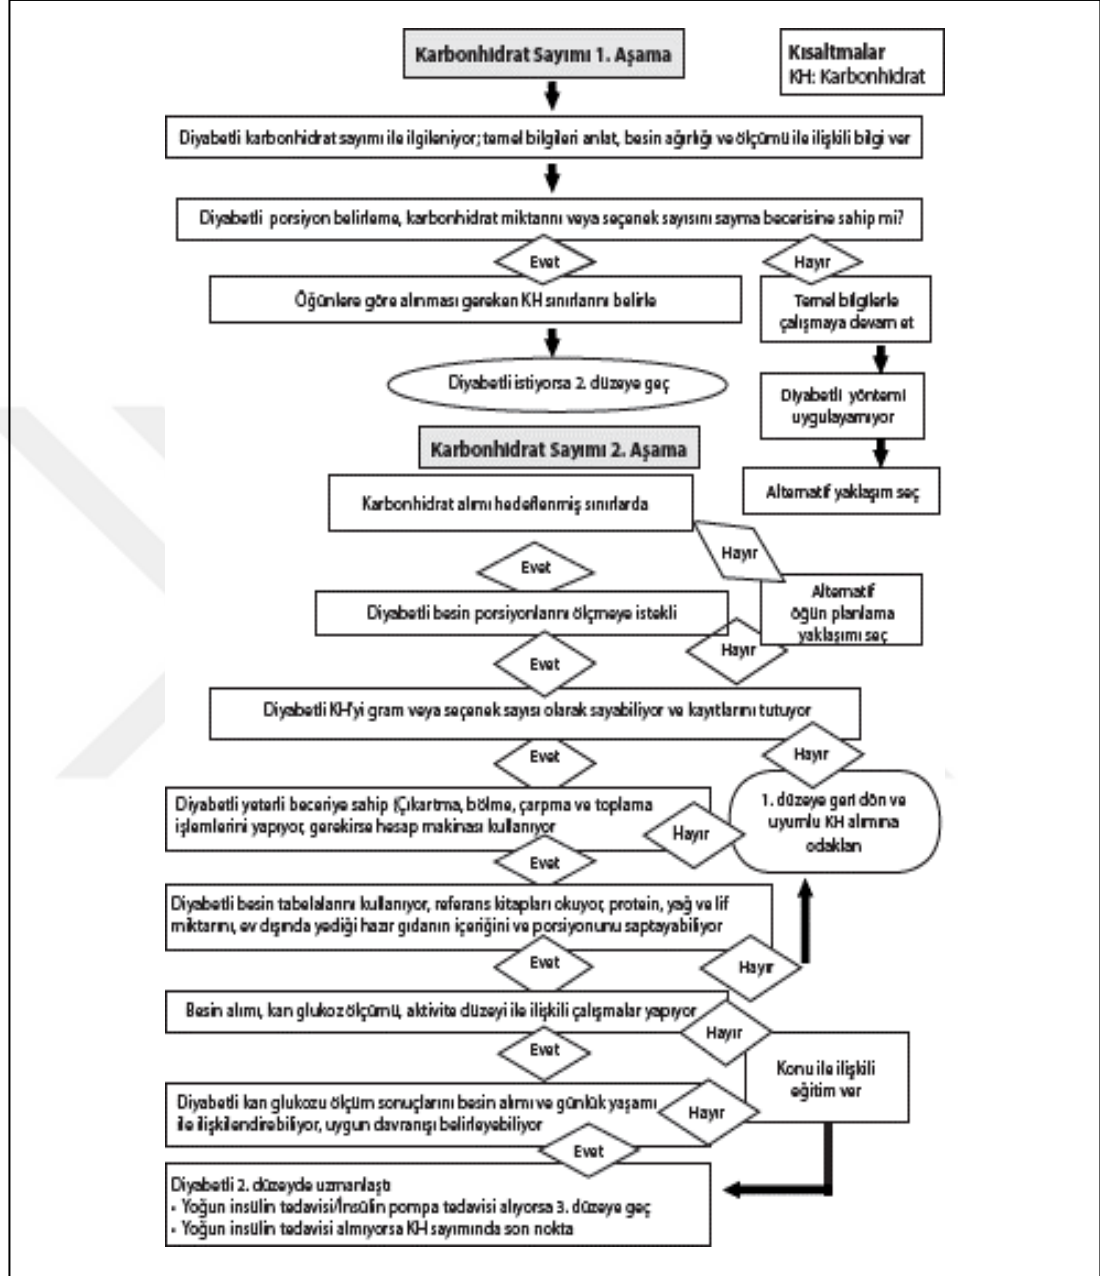 Karbonhidrat Sayımı 1. Aşama
Kısaltmalar
KH: Karbonhidrat
Diyabetli karbonhidrat sayımı ile ilgileniyor; temel bilgileri anlat, besin ağırlığı ve ölçümü ile ilişkili bilgi ver
Diyabetli porsiyon belirleme, karbonhidrat miktarını veya seçenek sayısını sayma becerisine sahip mi?
Evet
Hayır
Öğünlere göre alınması gereken KH sınırlarını belirle
Temel bilgilerle
çalışmaya devam et
Diyabetli istiyorsa 2. düzeye geç
Diyabetli yöntemi
uygulayamıyor
Karbonhidrat Sayımı 2. Aşama
Alternatif yaklaşım seç
Karbonhidrat alımı hedeflenmiş sınırlarda
Hayır
Evet
Alternatif
öğün planlama
yaklaşımı seç
Diyabetli besin porsiyonlarını ölçmeye istekli
Hayır
Evet
Diyabetli KH'yi gram veya seçenek sayısı olarak sayabiliyor ve kayıtlarını tutuyor
Hayır
Evet
1. düzeye geri dön ve
uyumlu KH alımına
odaklan
Diyabetli yeterli beceriye sahip (Çıkartma, bölme, çarpma ve toplama
işlemlerini yapıyor, gerekirse hesap makinası kullanıyor
Hayır
Evet
Diyabetli besin tabelalarını kullanıyor, referans kitapları okuyor, protein, yağ ve lif
miktarını, ev dışında yediği hazır gıdanın içeriğini ve porsiyonunu saptayabiliyor
Evet
Hayır
Besin alımı, kan glukoz ölçümü, aktivite düzeyi ile ilişkili çalışmalar yapıyor
Hayır
Evet
Konu ile ilişkili
eğitim ver
Diyabetli kan glukozu ölçüm sonuçlarını besin alımı ve günlük yaşamı
ile ilişkilendirebiliyor, uygun davranışı belirleyebiliyor
Hayır
Evet
Diyabetli 2. düzeyde uzmanlaştı
- Yoğun insülin tedavisi/İnsülin pompa tedavisi alıyorsa 3. düzeye geç
- Yoğun insülin tedavisi almıyorsa KH sayımında son nokta